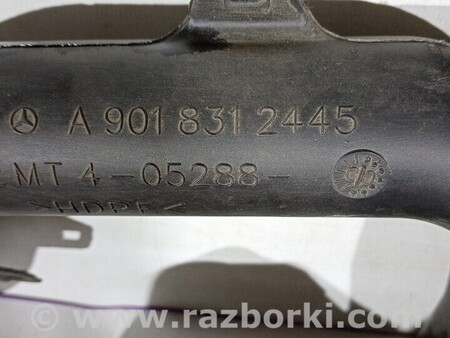 A 901 831 2445
MT 4-05288-
>HDPE<
© www.razborki.com